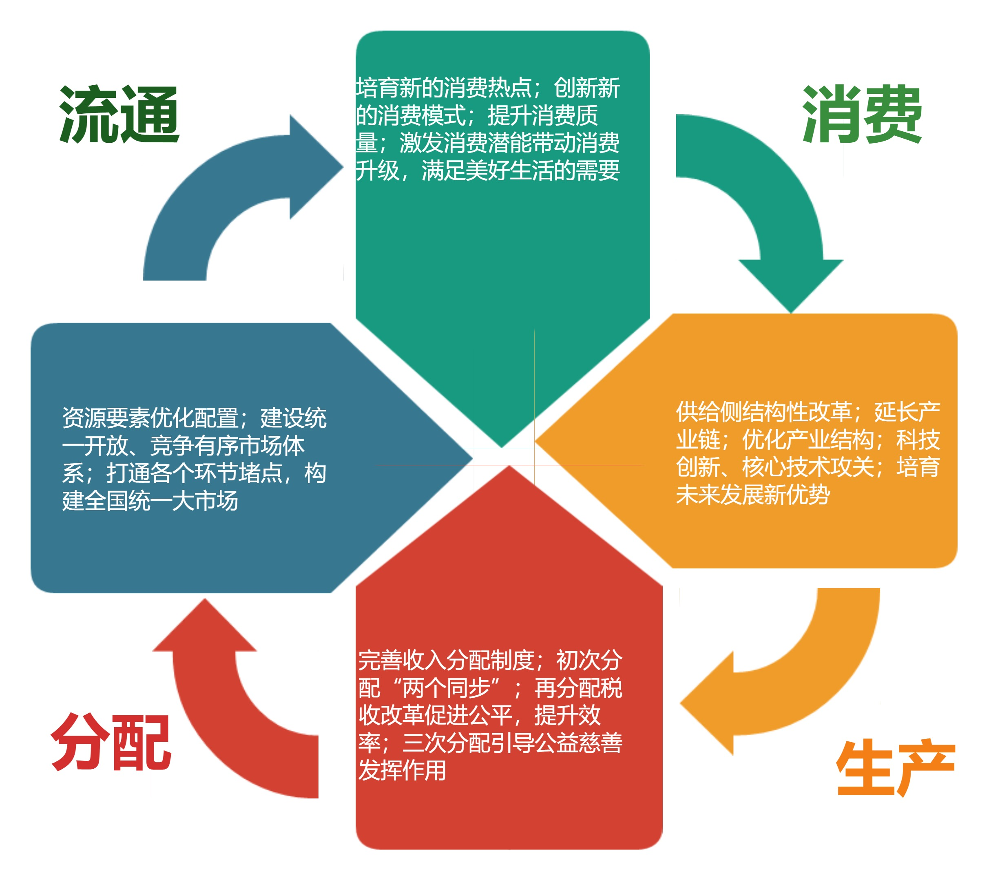 流通
培育新的消费热点；创新新
的消费模式；提升消费质
量；激发消费潜能带动消费
升级，满足美好生活的需要
消费
资源要素优化配置；建设统
一开放、竞争有序市场体
系；打通各个环节堵点，构
建全国统一大市场
供给侧结构性改革；延长产
业链；优化产业结构；科技
创新、核心技术攻关；培育
未来发展新优势
分配
完善收入分配制度；初次分
配“两个同步”；再分配税
收改革促进公平，提升效
率；三次分配引导公益慈善
发挥作用
生产